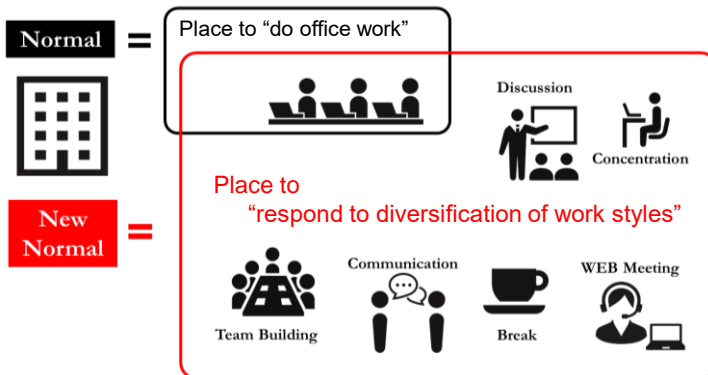 Normal
=
Place to “do office work”
Discussion
Concentration
New
Normal
=
Place to
“respond to diversification of work styles”
Team Building
Communication
Break
WEB Meeting